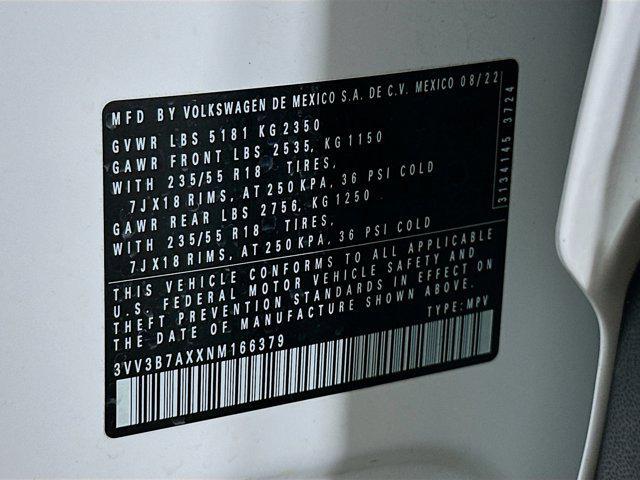 MFD BY VOLKSWAGEN DE MEXICO S.A. DE C.V. MEXICO 08/22
GVWR LBS 5181 KG 2350
GAWR FRONT LBS 2535, KG 1150
WITH 235/55 R18 TIRES,
7JX18 RIMS, AT 250 KPA, 36 PSI COLD
GAWR REAR LBS 2756, KG 1250
WITH 235/55 R18 TIRES,
7JX18 RIMS, AT 250 KPA, 36 PSI COLD
3134145 3724
THIS VEHICLE CONFORMS TO ALL APPLICABLE
U.S. FEDERAL MOTOR VEHICLE SAFETY AND
THEFT PREVENTION STANDARDS IN EFFECT ON
THE DATE OF MANUFACTURE SHOWN ABOVE.
3VV3B7AXXNM166379 TYPE: MPV